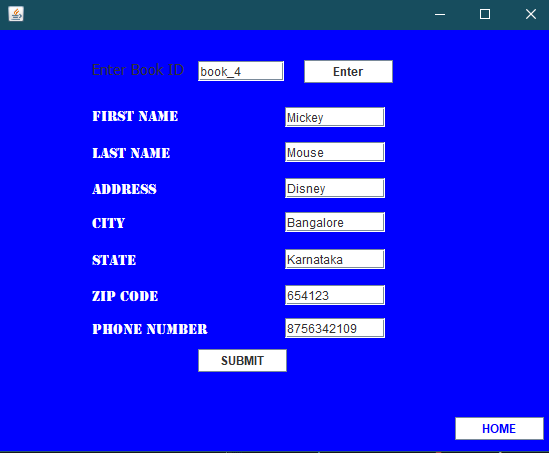 Enter Book ID book_4 Enter
FIRST NAME Mickey
LAST NAME Mouse
ADDRESS Disney
CITY Bangalore
STATE Karnataka
ZIP CODE 654123
PHONE NUMBER 8756342109
SUBMIT
HOME